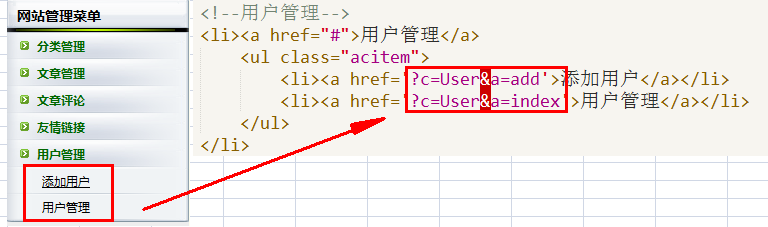 网站管理菜单
分类管理
文章管理
文章评论
友情链接
用户管理
添加用户
用户管理
<!--用户管理-->
<li><a href="#">用户管理</a>
<ul class="acitem">
<li><a href='?c=User&a=add'>添加用户</a></li>
<li><a href='?c=User&a=index'>用户管理</a></li>
</ul>
</li>